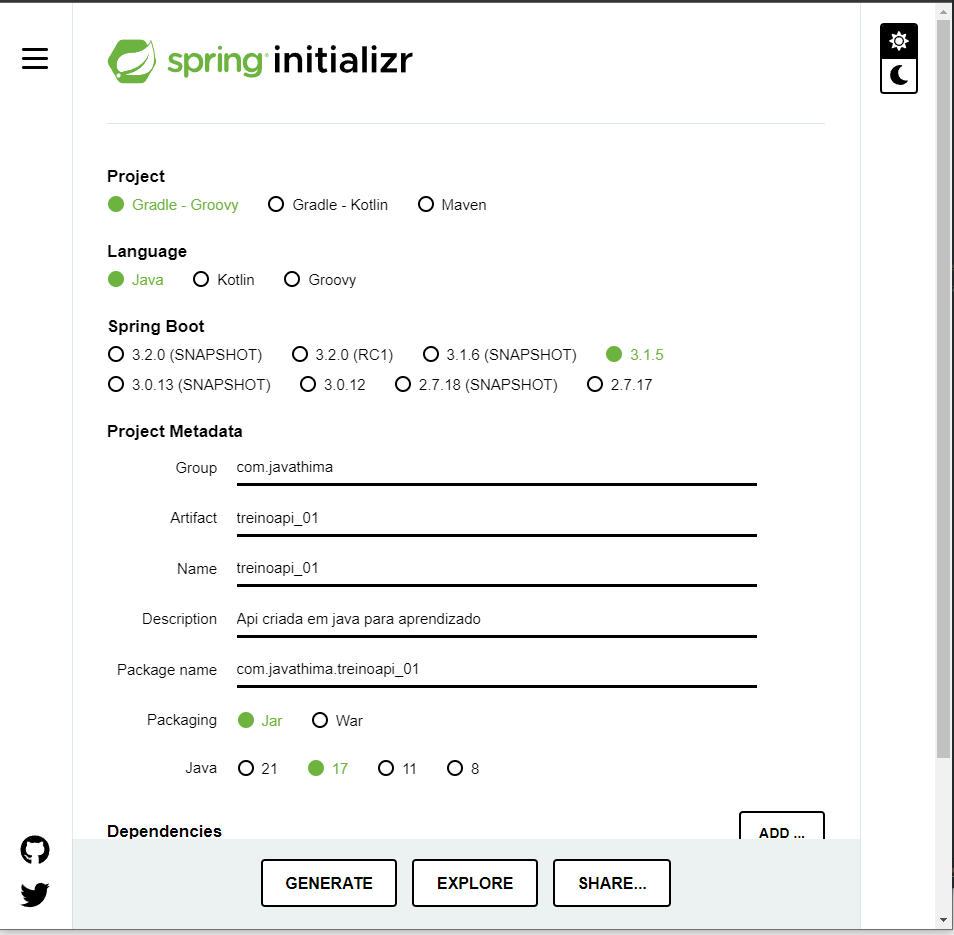 spring initializr
Project
Gradle - Groovy Gradle - Kotlin Maven
Language
Java Kotlin Groovy
Spring Boot
3.2.0 (SNAPSHOT) 3.2.0 (RC1) 3.1.6 (SNAPSHOT) 3.1.5
3.0.13 (SNAPSHOT) 3.0.12 2.7.18 (SNAPSHOT) 2.7.17
Project Metadata
Group com.javathima
Artifact treinoapi_01
Name treinoapi_01
Description Api criada em java para aprendizado
Package name com.javathima.treinoapi_01
Packaging Jar War
Java 21 17 11 8
Dependencies ADD ...
GENERATE EXPLORE SHARE...